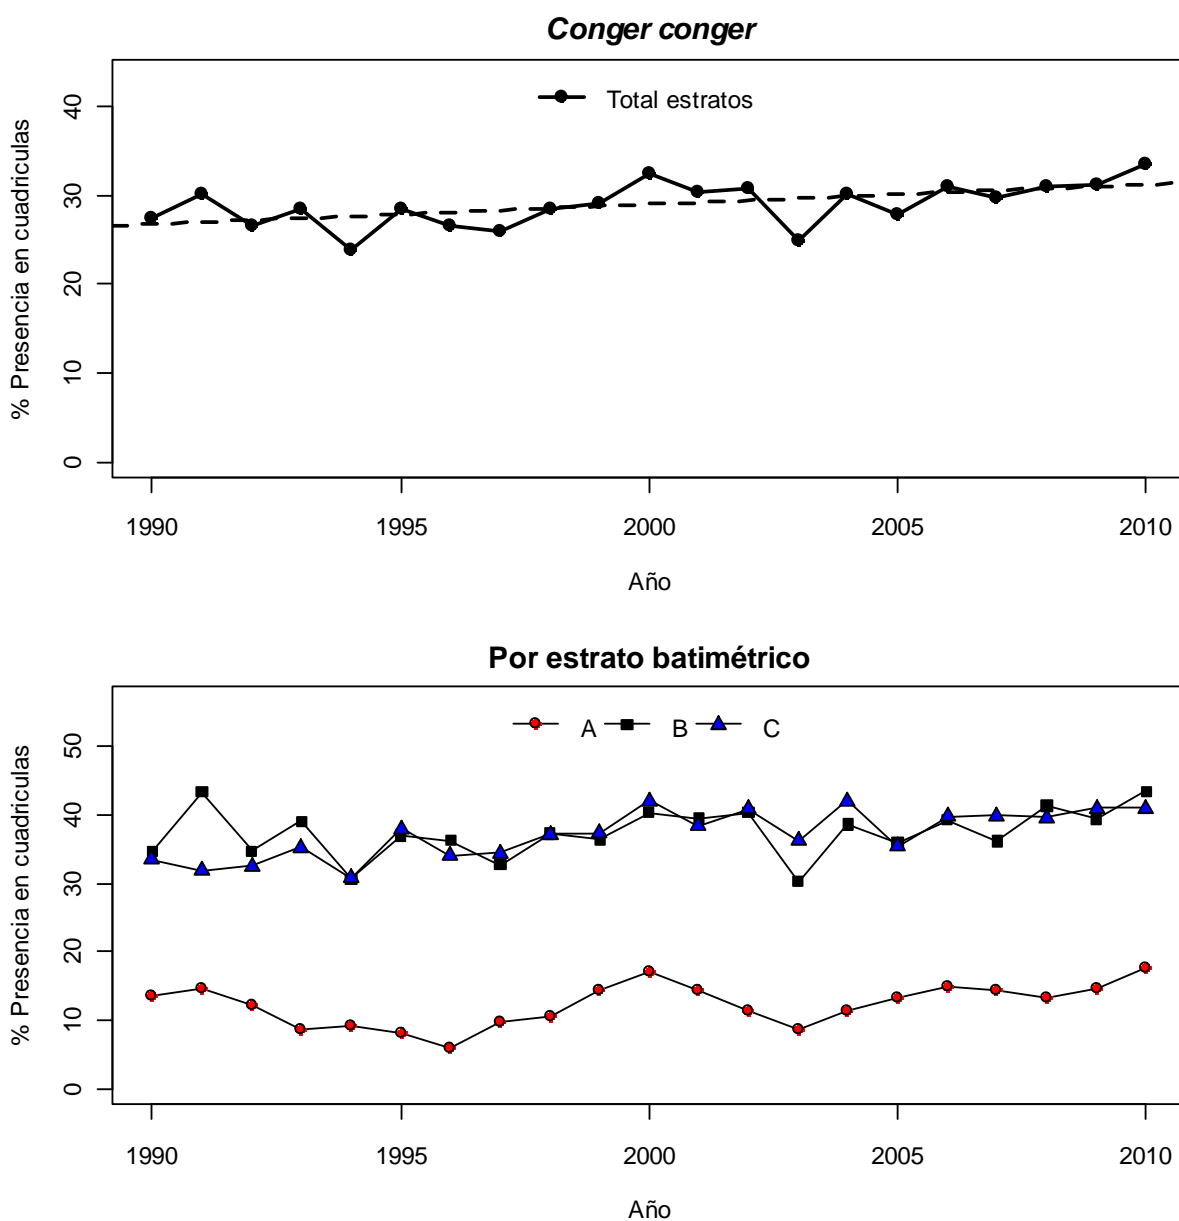 Conger conger
Total estratos
% Presencia en cuadriculas
40
30
20
10
0
1990 1995 2000 2005 2010
Año
Por estrato batimétrico
A B C
% Presencia en cuadriculas
50
40
30
20
10
0
1990 1995 2000 2005 2010
Año